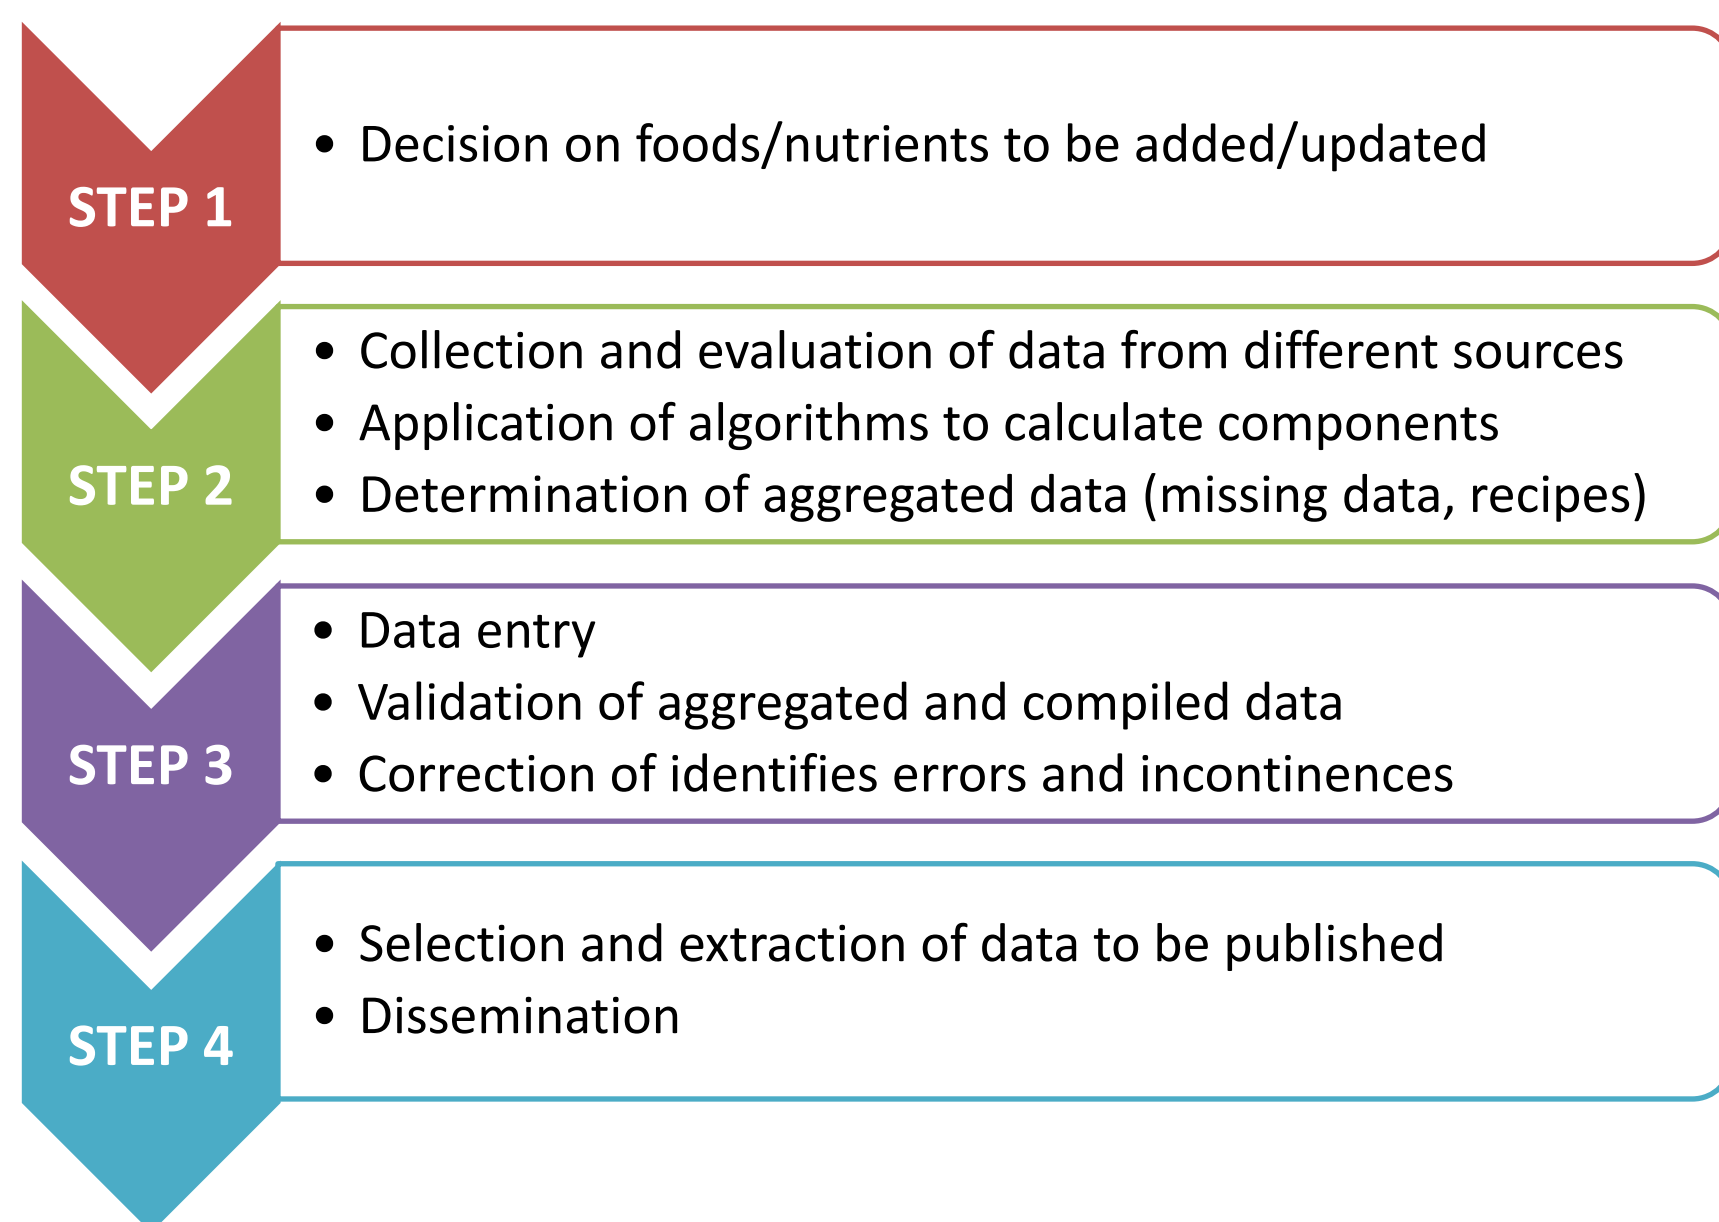 STEP 1
• Decision on foods/nutrients to be added/updated
STEP 2
• Collection and evaluation of data from different sources
• Application of algorithms to calculate components
• Determination of aggregated data (missing data, recipes)
STEP 3
• Data entry
• Validation of aggregated and compiled data
• Correction of identifies errors and incontinences
STEP 4
• Selection and extraction of data to be published
• Dissemination